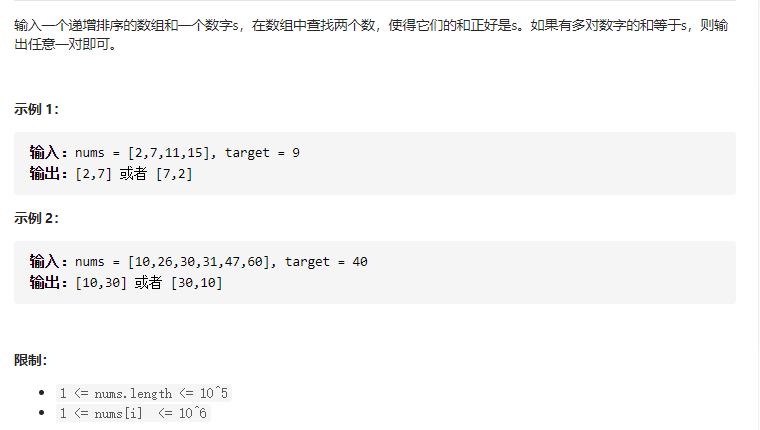 输入一个递增排序的数组和一个数字s，在数组中查找两个数，使得它们的和正好是s。如果有多对数字的和等于s，则输
出任意一对即可。
示例 1：
输入：nums = [2,7,11,15], target = 9
输出：[2,7] 或者 [7,2]
示例 2：
输入：nums = [10,26,30,31,47,60], target = 40
输出：[10,30] 或者 [30,10]
限制：
1 <= nums.length <= 10^5
1 <= nums[i] <= 10^6